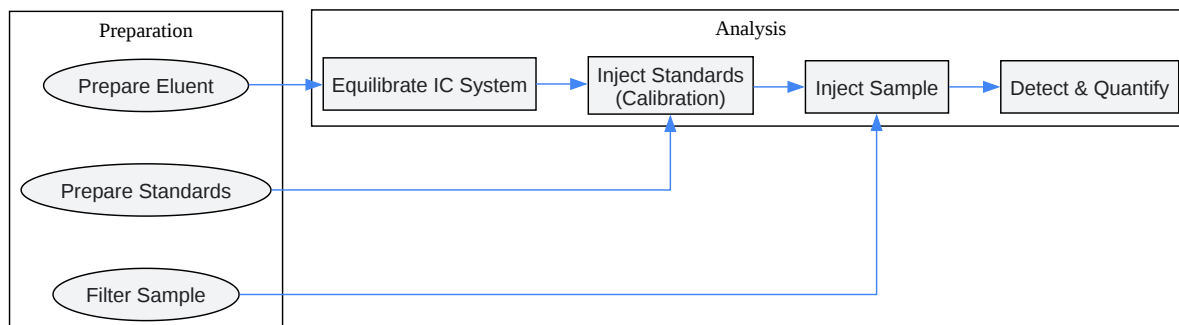 Preparation
Prepare Eluent
Prepare Standards
Filter Sample
Analysis
Equilibrate IC System
Inject Standards
(Calibration)
Inject Sample
Detect & Quantify